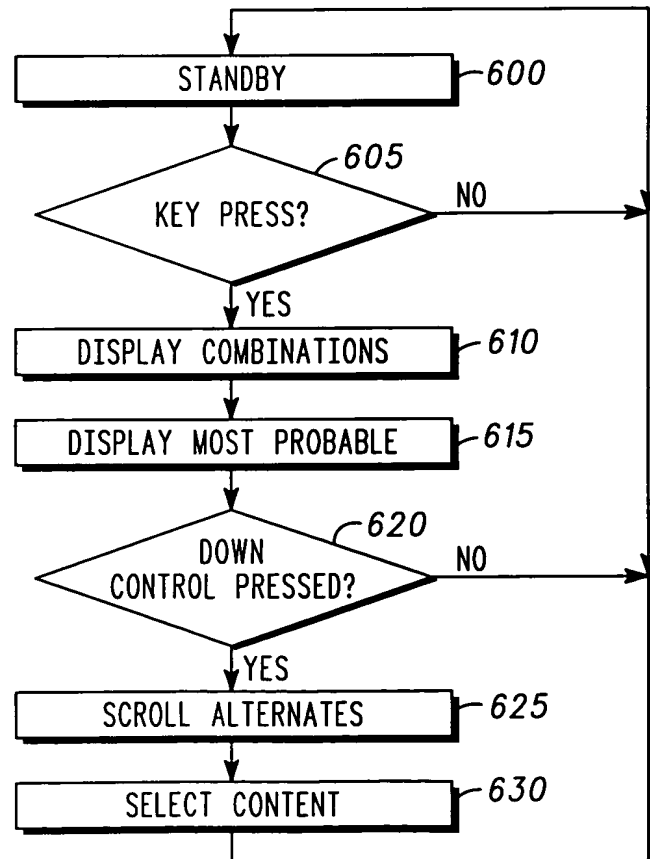 STANDBY 600
605
KEY PRESS? NO
YES
DISPLAY COMBINATIONS 610
DISPLAY MOST PROBABLE 615
620
DOWN
CONTROL PRESSED? NO
YES
SCROLL ALTERNATES 625
SELECT CONTENT 630